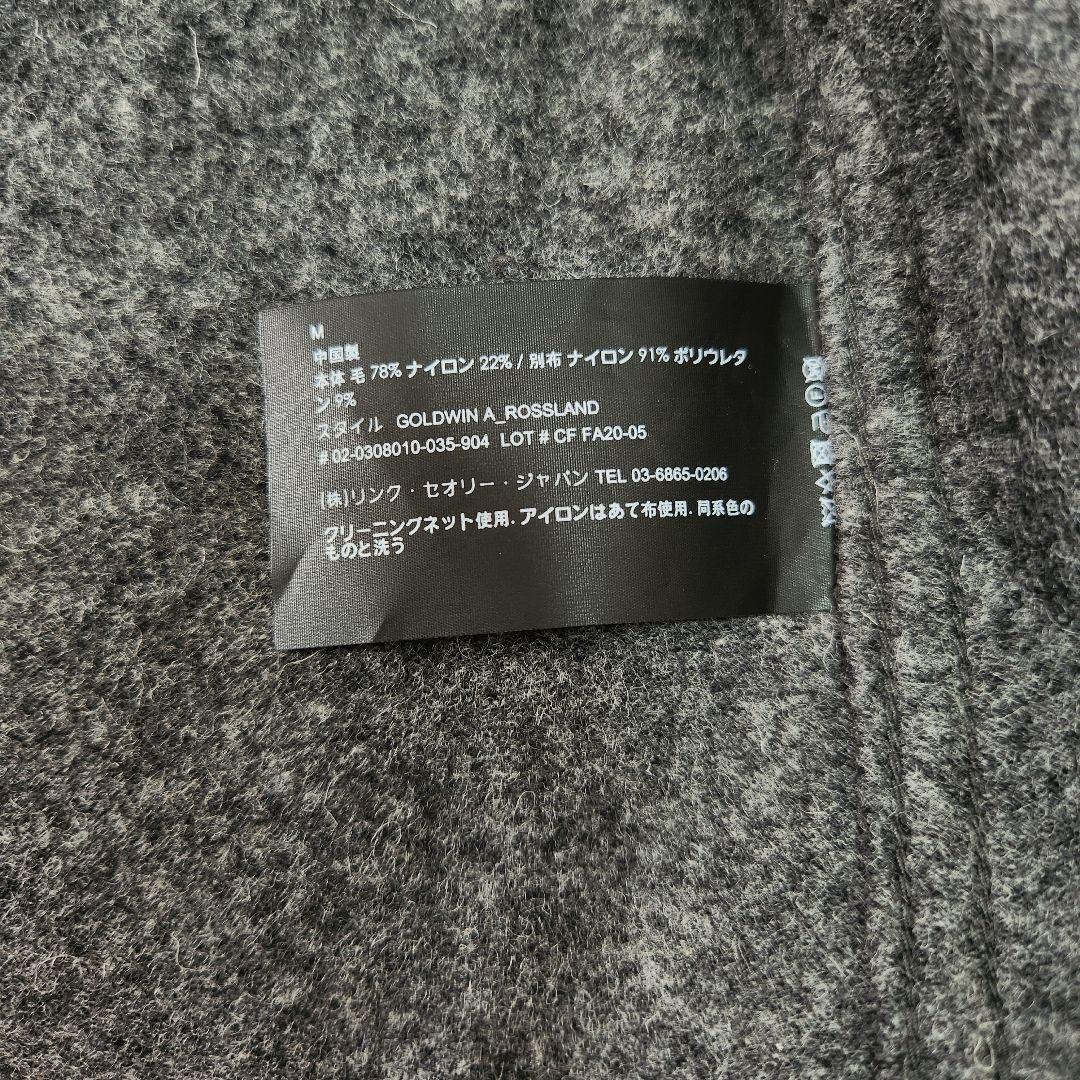 M
中国製
本体 毛 78% ナイロン 22% / 別布 ナイロン 91% ポリウレタ
ン 9%
スタイル GOLDWIN A_ROSSLAND
# 02-0308010-035-904 LOT # CF FA20-05
(株)リンク・セオリー・ジャパン TEL 03-6865-0206
クリーニングネット使用. アイロンはあて布使用. 同系色の
ものと洗う